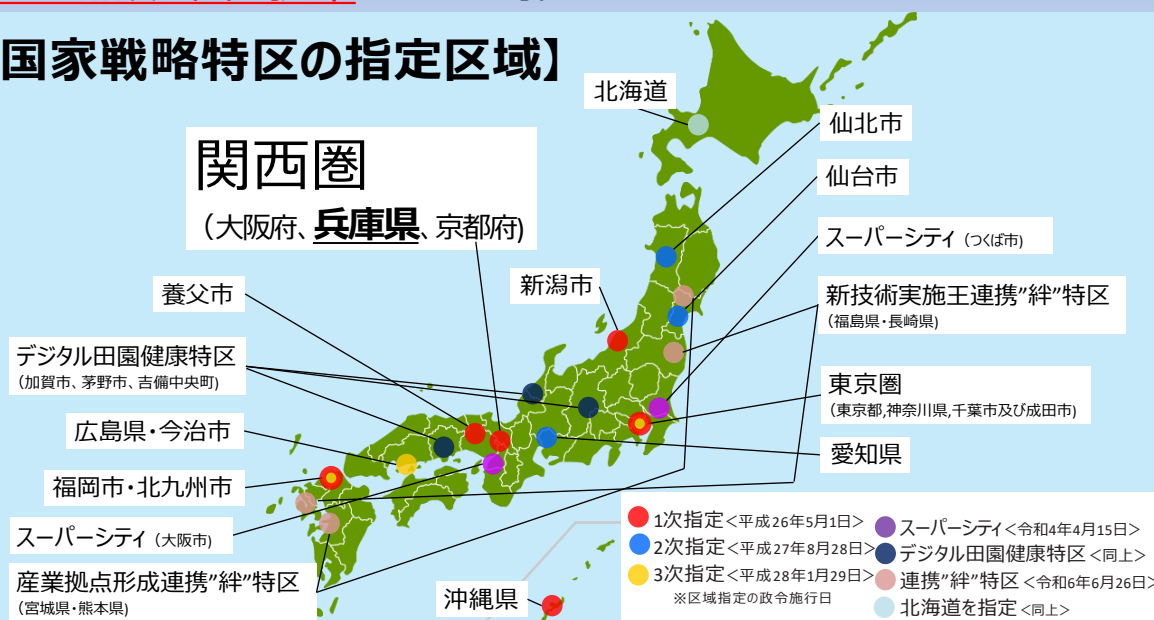 国家戦略特区の指定区域】
北海道
仙北市
関西圏
（大阪府、兵庫県、京都府)
仙台市
スーパーシティ（つくば市）
新潟市
養父市
新技術実施王連携”絆”特区
（福島県・長崎県）
デジタル田園健康特区
（加賀市、茅野市、吉備中央町）
東京圏
（東京都,神奈川県,千葉市及び成田市）
広島県・今治市
愛知県
福岡市・北九州市
スーパーシティ（大阪市）
産業拠点形成連携”絆”特区
（宮城県・熊本県）
沖縄県
1次指定＜平成26年5月1日＞
2次指定＜平成27年8月28日＞
3次指定＜平成28年1月29日＞
※区域指定の政令施行日
スーパーシティ＜令和4年4月15日＞
デジタル田園健康特区＜同上＞
連携”絆”特区＜令和6年6月26日＞
北海道を指定＜同上＞